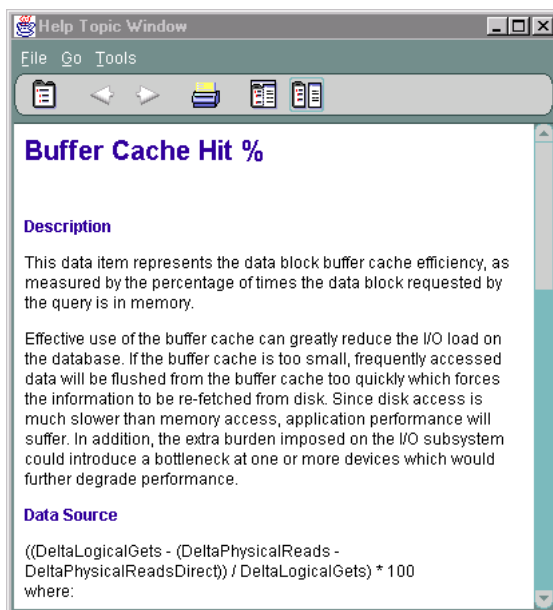 Help Topic Window
File Go Tools
Buffer Cache Hit %
Description
This data item represents the data block buffer cache efficiency, as
measured by the percentage of times the data block requested by
the query is in memory.
Effective use of the buffer cache can greatly reduce the I/O load on
the database. If the buffer cache is too small, frequently accessed
data will be flushed from the buffer cache too quickly which forces
the information to be re-fetched from disk. Since disk access is
much slower than memory access, application performance will
suffer. In addition, the extra burden imposed on the I/O subsystem
could introduce a bottleneck at one or more devices which would
further degrade performance.
Data Source
((DeltaLogicalGets - (DeltaPhysicalReads -
DeltaPhysicalReadsDirect)) / DeltaLogicalGets) * 100
where: